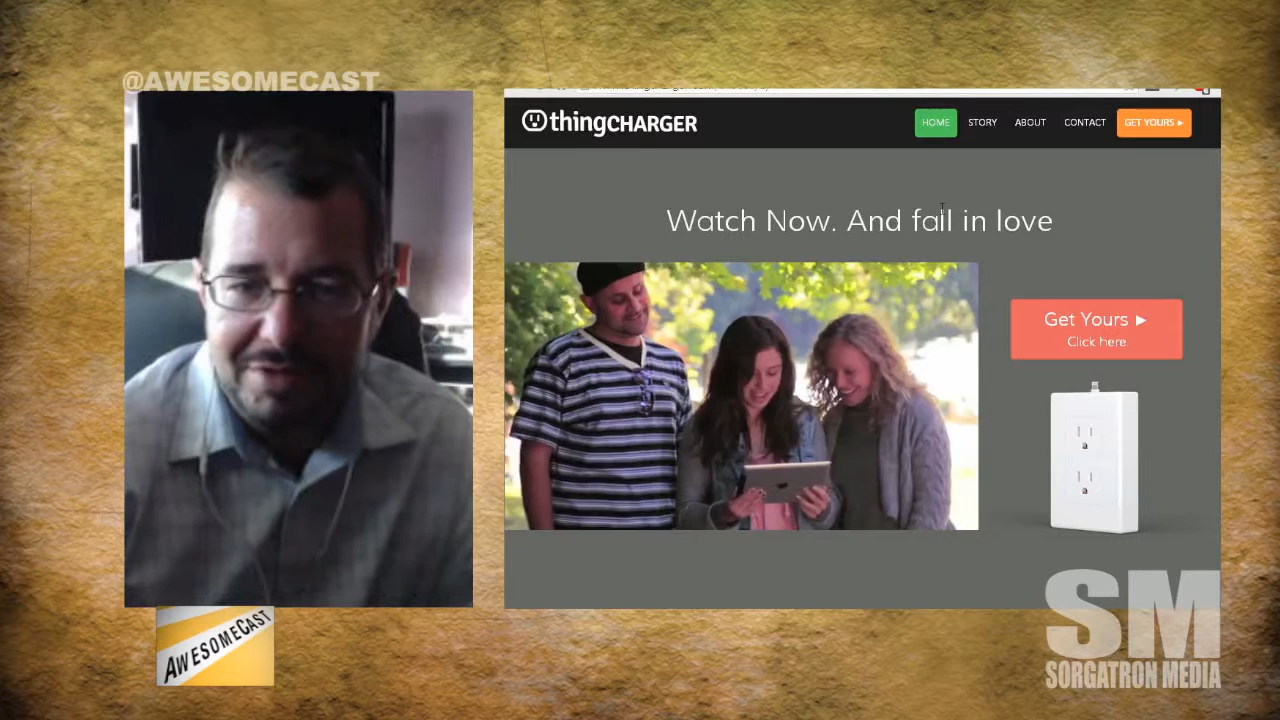 @AWESOMECAST
thingCHARGER
HOME STORY ABOUT CONTACT GET YOURS ►
Watch Now. And fall in love
Get Yours ►
Click here
AWESOMECAST
SM
SORGATRON MEDIA